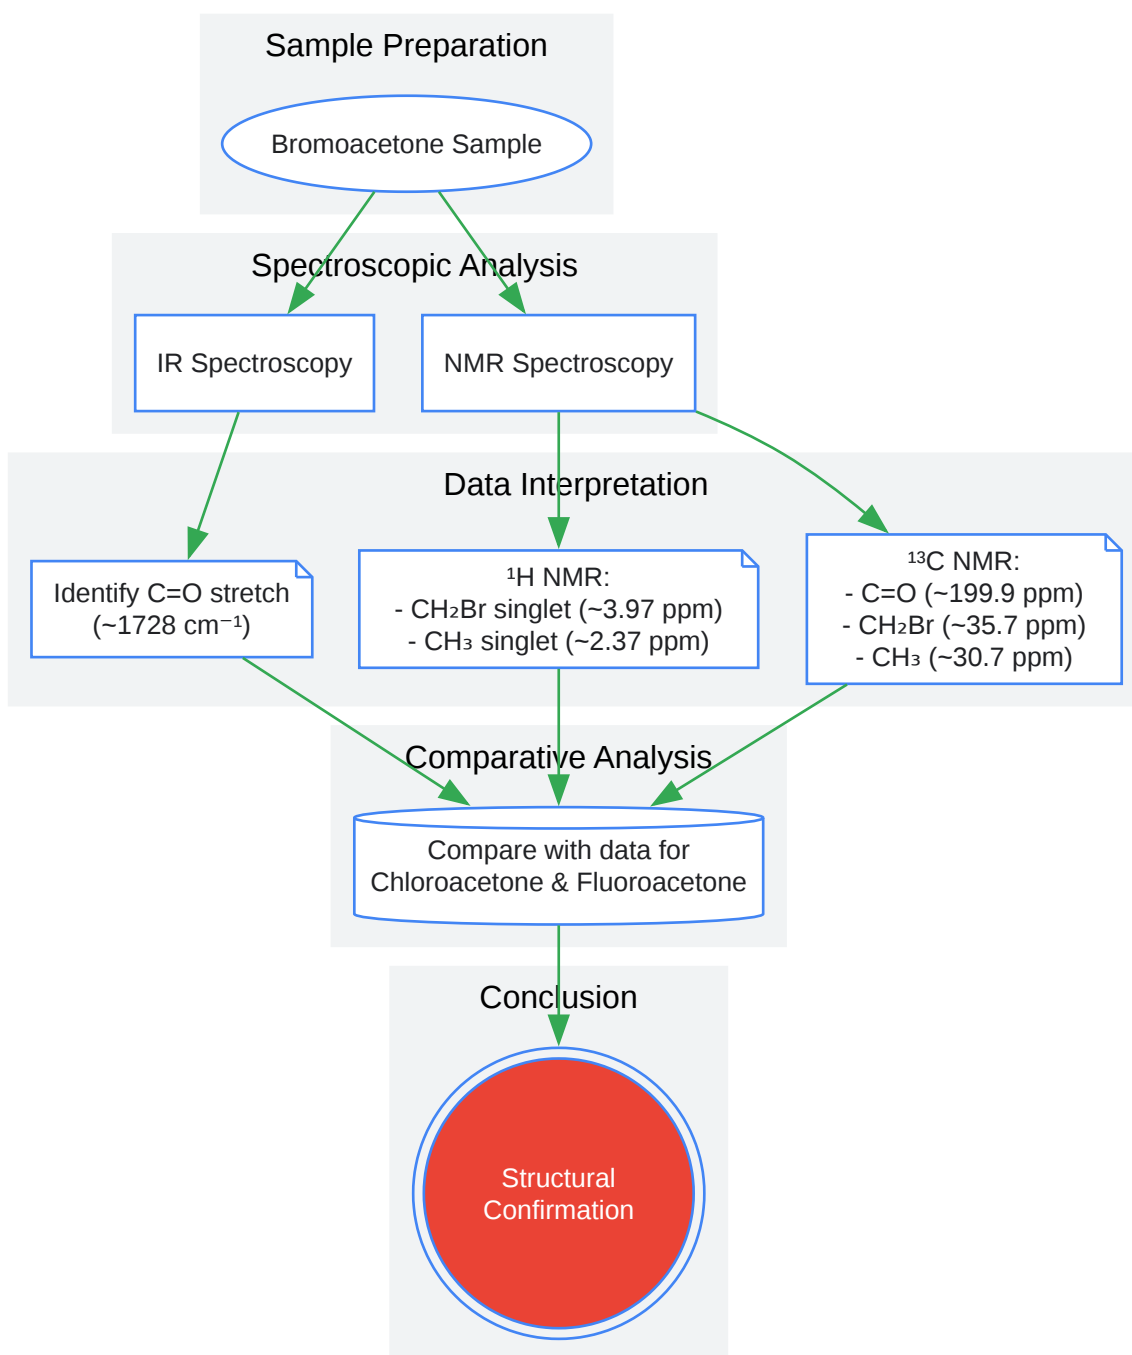 Sample Preparation
Bromoacetone Sample
Spectroscopic Analysis
IR Spectroscopy
NMR Spectroscopy
Data Interpretation
Identify C=O stretch
(~1728 cm⁻¹)
¹H NMR:
- CH₂Br singlet (~3.97 ppm)
- CH₃ singlet (~2.37 ppm)
¹³C NMR:
- C=O (~199.9 ppm)
- CH₂Br (~35.7 ppm)
- CH₃ (~30.7 ppm)
Comparative Analysis
Compare with data for
Chloroacetone & Fluoroacetone
Conclusion
Structural
Confirmation